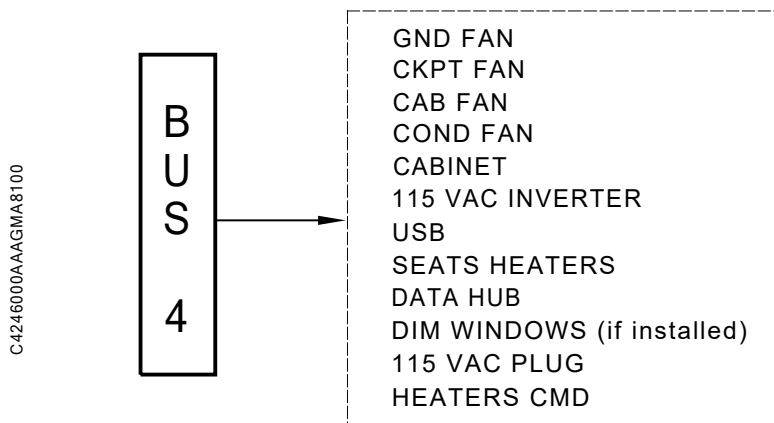 C4246000AAAGMA8100
B
U
S
4
GND FAN
CKPT FAN
CAB FAN
COND FAN
CABINET
115 VAC INVERTER
USB
SEATS HEATERS
DATA HUB
DIM WINDOWS (if installed)
115 VAC PLUG
HEATERS CMD